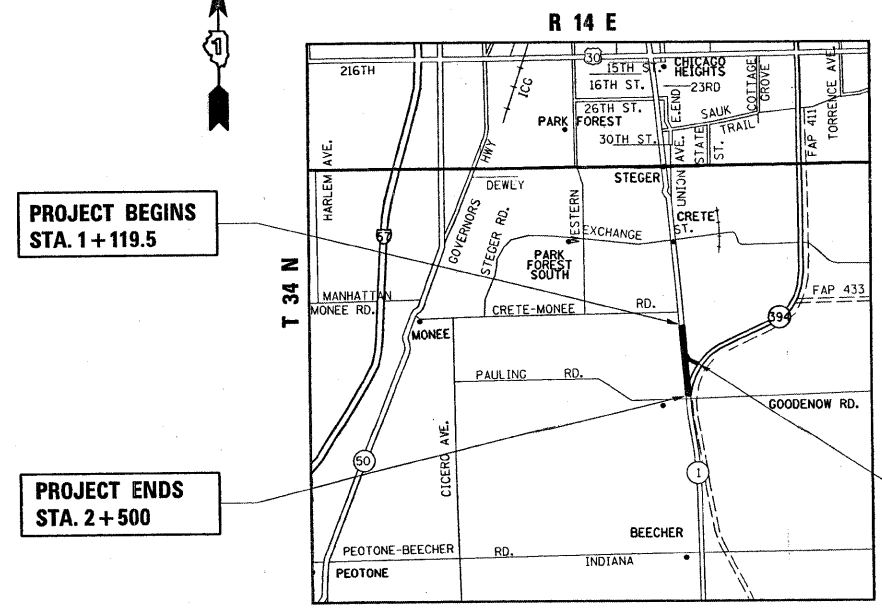 R 14 E
1
30
216TH
ICG
15TH ST.
CHICAGO
HEIGHTS
16TH ST.
23RD
26TH ST.
E.END
SAUK
TRAIL
COTTAGE
GROVE
TORRENCE AVE.
FAP 411
PARK FOREST
30TH ST.
STATE
ST.
UNION AVE.
HARLEM AVE.
HWY
GOVERNORS
DEWLY
STEGER
STEGER RD.
WESTERN
PROJECT BEGINS
STA. 1+119.5
57
EXCHANGE
CRETE
ST.
PARK
FOREST
SOUTH
T 34 N
MANHATTAN
MONEE RD.
CRETE-MONEE RD.
FAP 433
394
MONEE
PAULING RD.
GOODENOW RD.
CICERO AVE.
50
1
PROJECT ENDS
STA. 2+500
BEECHER
PEOTONE-BEECHER RD.
INDIANA
PEOTONE